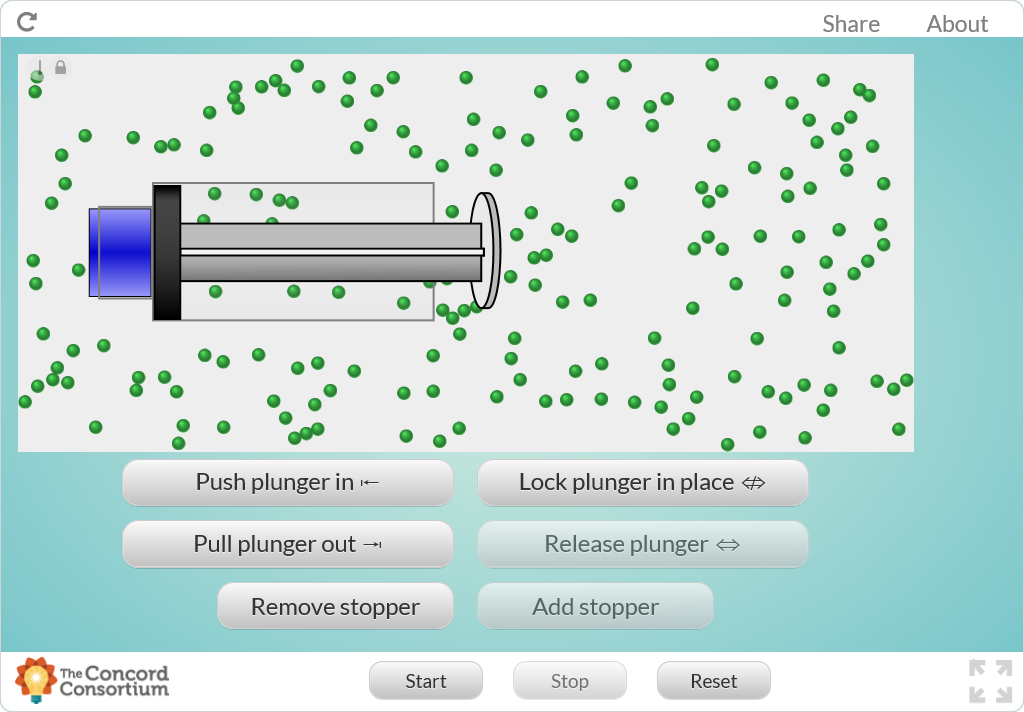 Share
About
Push plunger in ⇤
Lock plunger in place ⇎
Pull plunger out ⇥
Release plunger ⇔
Remove stopper
Add stopper
The Concord
Consortium
Start
Stop
Reset